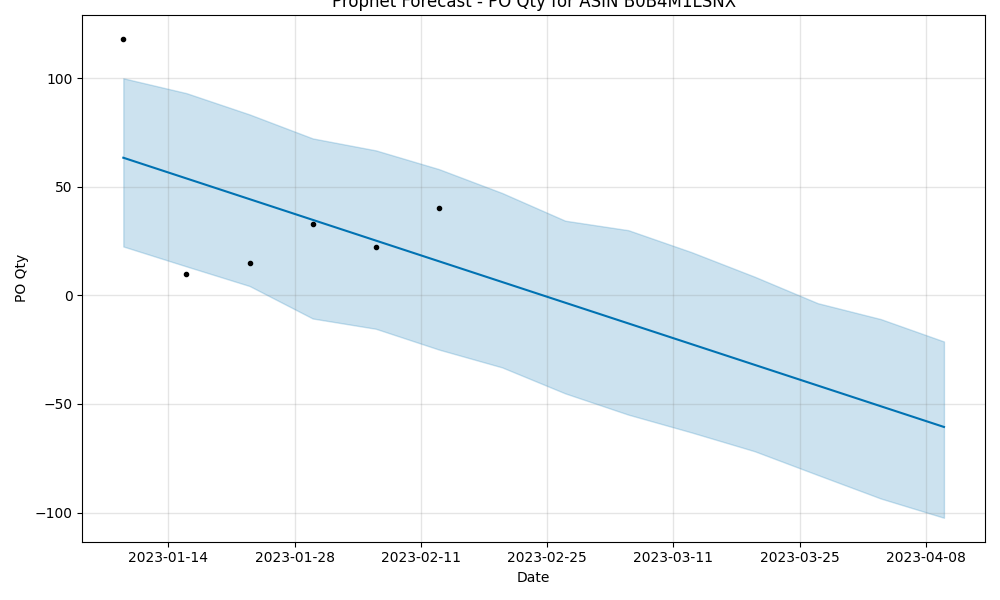 Prophet Forecast - PO Qty for ASIN B0B4M1LSNX
100
50
0
−50
−100
PO Qty
2023-01-14 2023-01-28 2023-02-11 2023-02-25 2023-03-11 2023-03-25 2023-04-08
Date